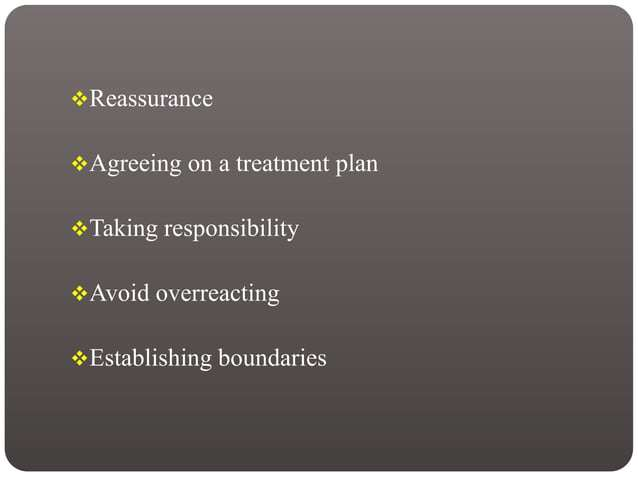 ❖Reassurance
❖Agreeing on a treatment plan
❖Taking responsibility
❖Avoid overreacting
❖Establishing boundaries